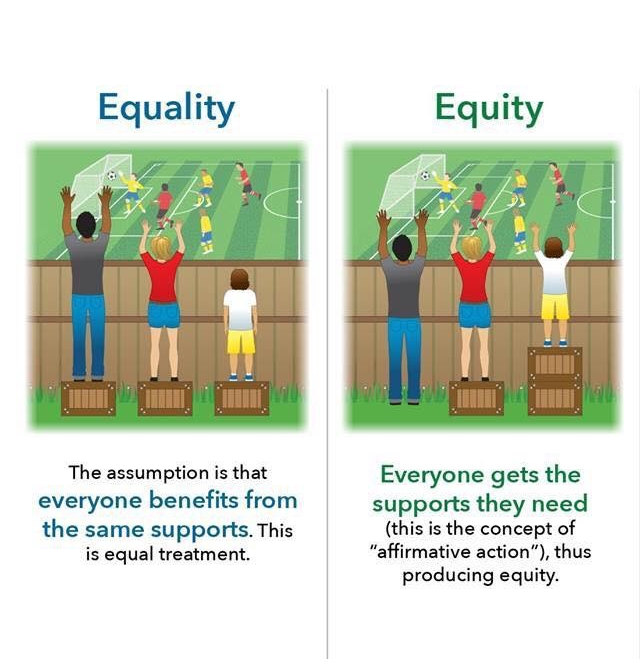 Equality
The assumption is that
everyone benefits from
the same supports. This
is equal treatment.
Equity
Everyone gets the
supports they need
(this is the concept of
"affirmative action"), thus
producing equity.